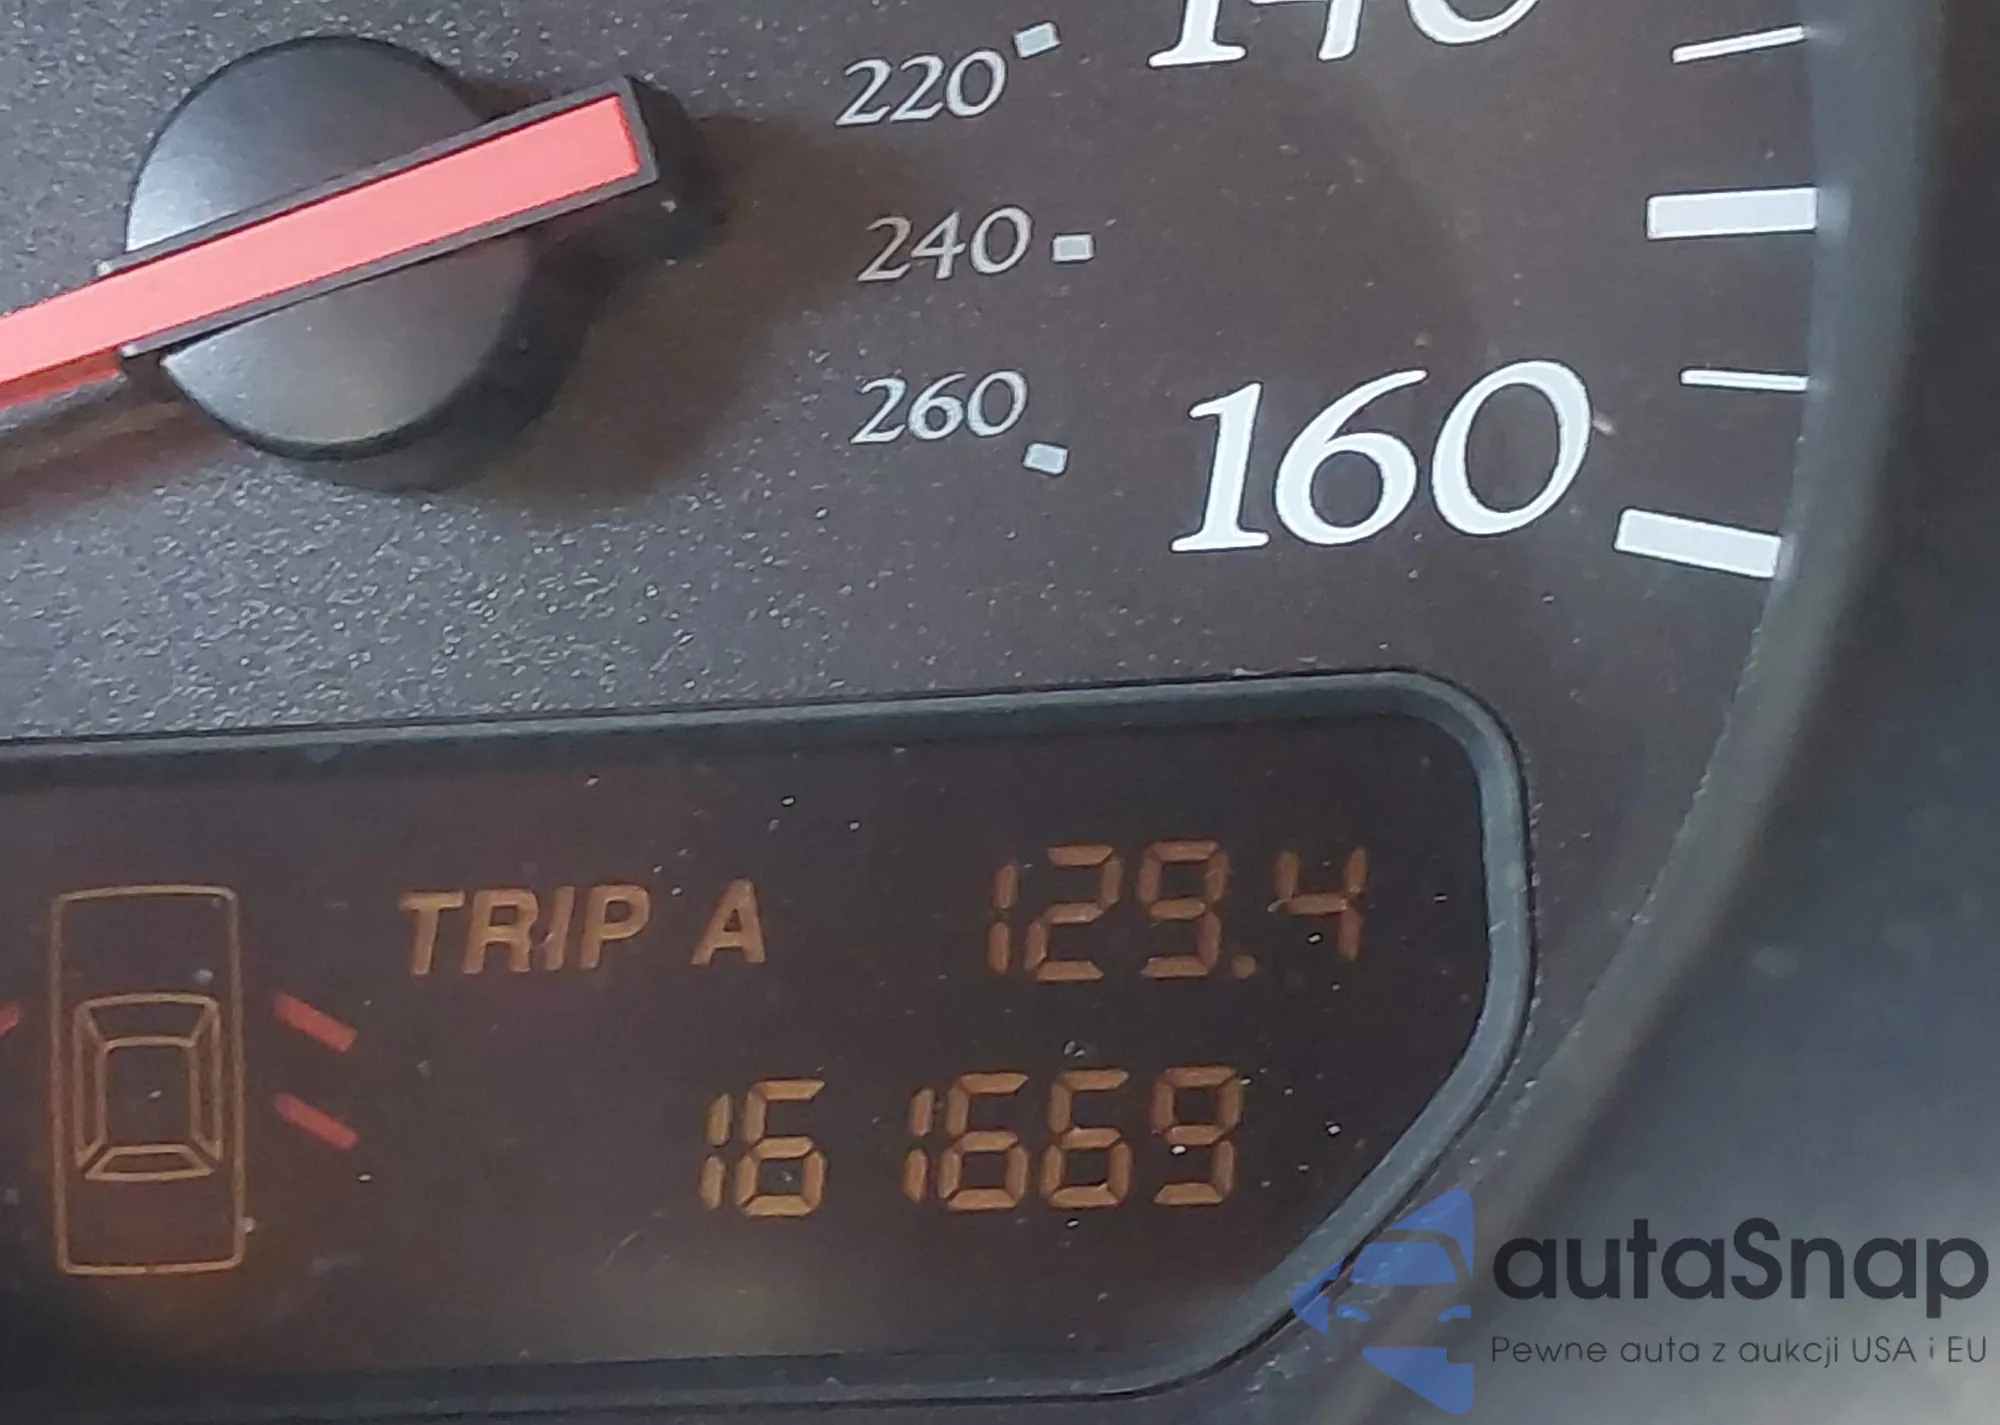 140
220
240
260
160
TRIP A 129.4
161669
autaSnap
Pewne auta z aukcji USA i EU